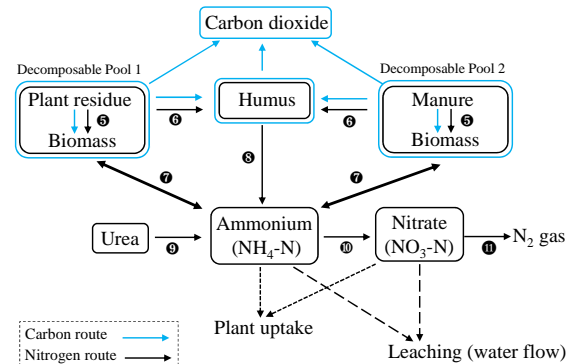 Carbon dioxide
Decomposable Pool 1
Decomposable Pool 2
Plant residue
❺
Biomass
❻
Humus
❻
Manure
❺
Biomass
❼
❽
❼
Urea
❾
Ammonium
(NH₄-N)
❿
Nitrate
(NO₃-N)
⓫
N₂ gas
Plant uptake
Leaching (water flow)
Carbon route
Nitrogen route